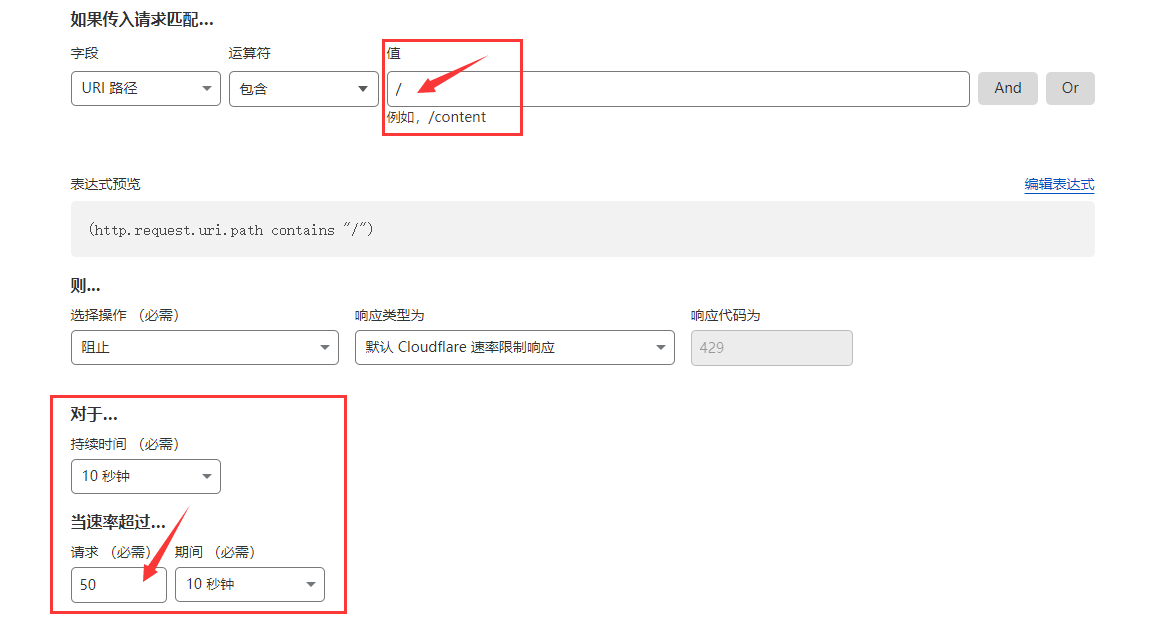 如果传入请求匹配...
字段 运算符 值
URI 路径 包含 / And Or
例如，/content
表达式预览 编辑表达式
(http.request.uri.path contains "/")
则...
选择操作 （必需） 响应类型为 响应代码为
阻止 默认 Cloudflare 速率限制响应 429
对于...
持续时间 （必需）
10 秒钟
当速率超过...
请求 （必需） 期间 （必需）
50 10 秒钟